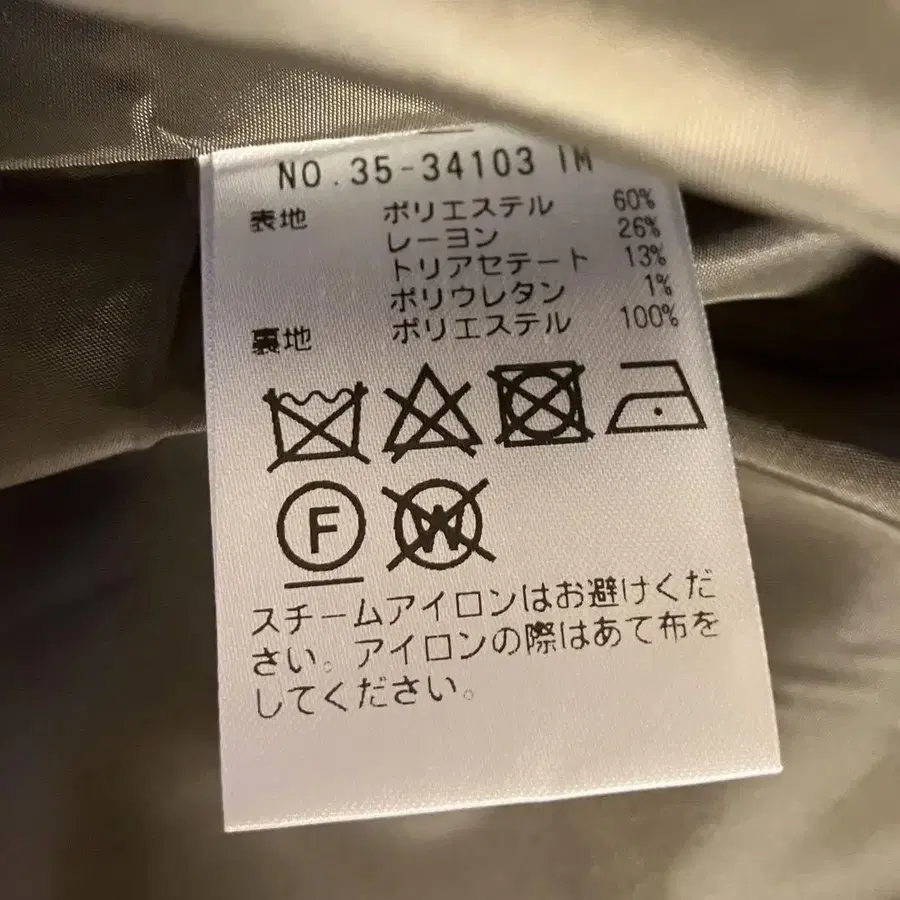 NO.35-34103 IM
表地 ポリエステル 60%
レーヨン 26%
トリアセテート 13%
ポリウレタン 1%
裏地 ポリエステル 100%
F W
スチームアイロンはお避けくだ
さい。アイロンの際はあて布を
してください。